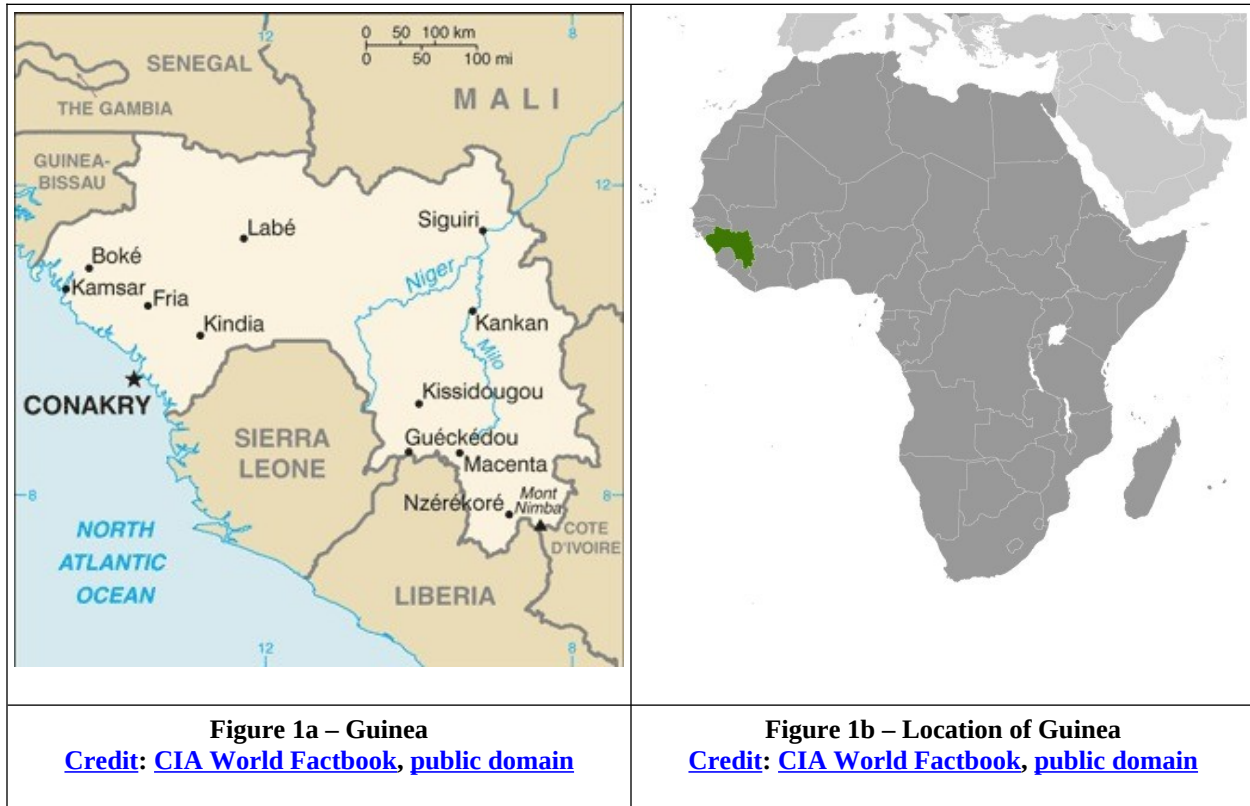 12
8
0 50 100 km
0 50 100 mi
SENEGAL
THE GAMBIA
MALI
GUINEA-
BISSAU
12
12
Labé
Siguiri
Boké
Kamsar
Fria
Niger
Kindia
Kankan
Milo
CONAKRY
Kissidougou
SIERRA
LEONE
Guéckédou
Macenta
8
8
Nzérékoré
Mont
Nimba
COTE
D'IVOIRE
NORTH
ATLANTIC
OCEAN
LIBERIA
12
8
Figure 1a – Guinea
Credit: CIA World Factbook, public domain
Figure 1b – Location of Guinea
Credit: CIA World Factbook, public domain